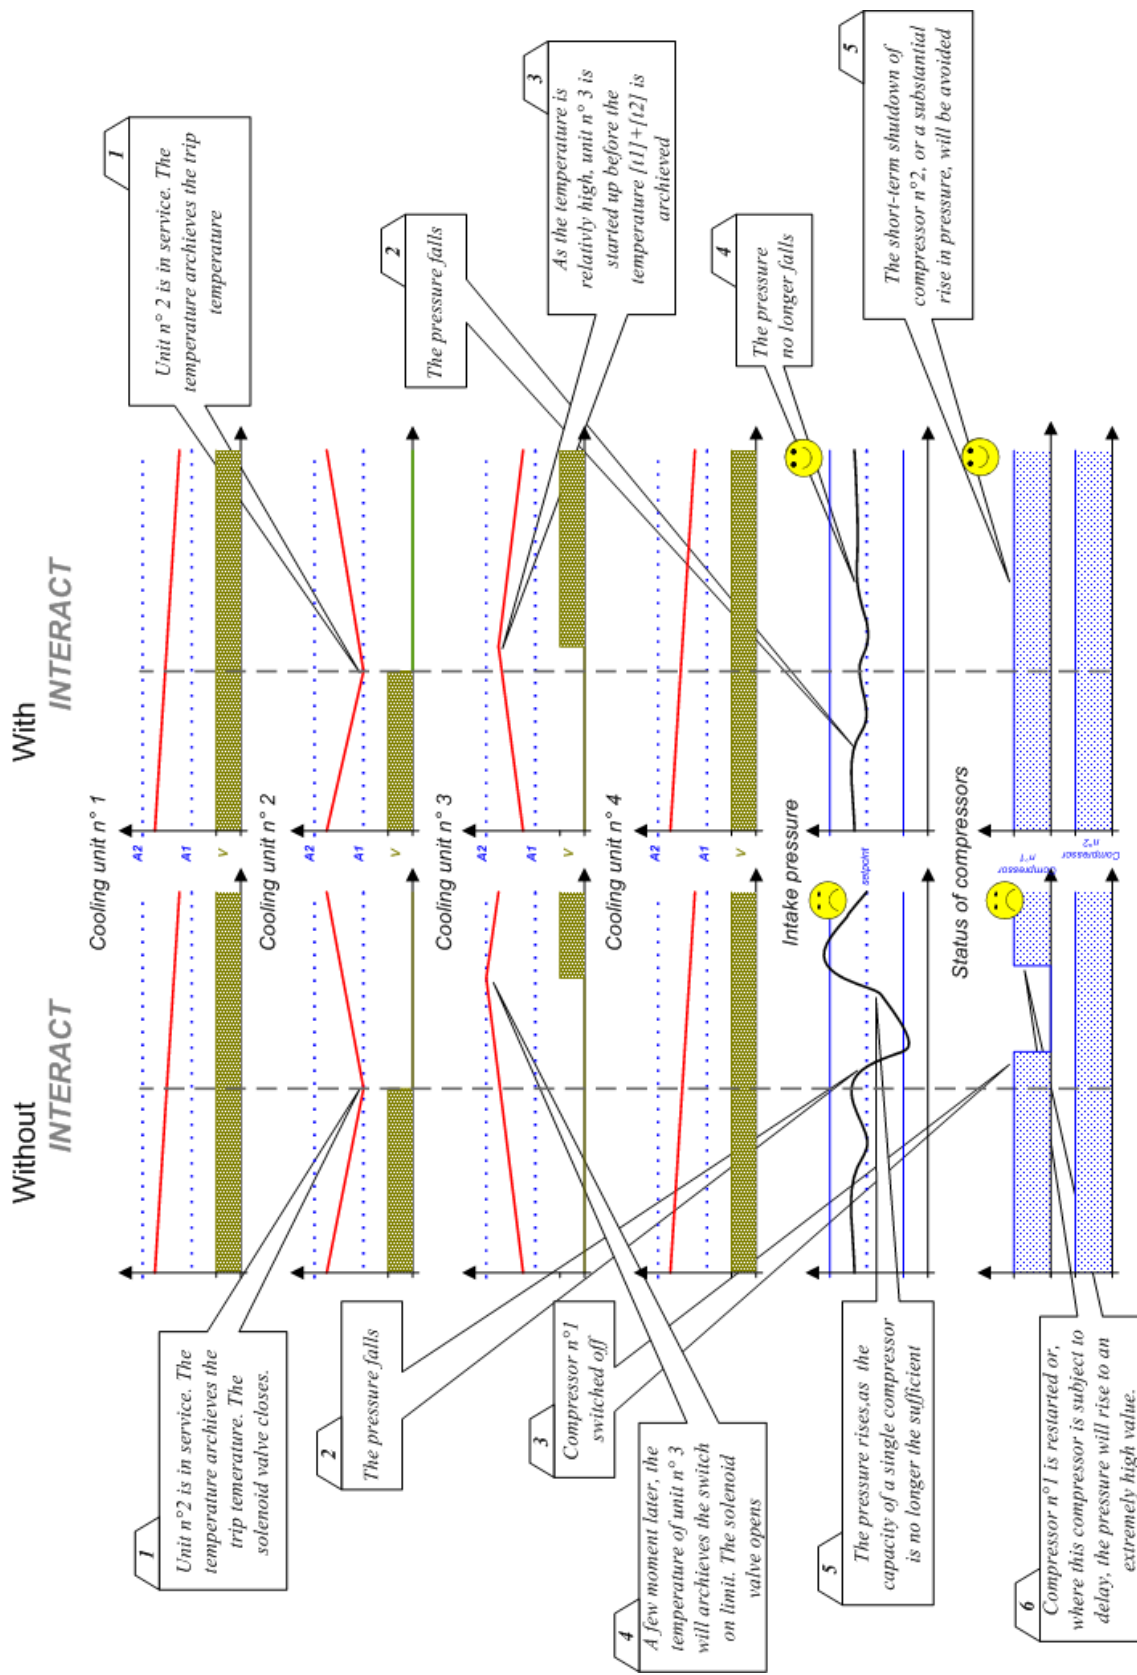 Without
INTERACT
With
INTERACT
1
Unit n°2 is in service. The
temperature archieves the
trip temerature. The
solenoid valve closes.
2
The pressure falls
3
Compressor n°1
switched off
4
A few moment later, the
temperature of unit n° 3
will archieves the switch
on limit. The solenoid
valve opens
5
The pressure rises,as the
capacity of a single compressor
is no longer the sufficient
6
Compressor n°1 is restarted or,
where this compressor is subject to
delay, the pressure will rise to an
extremely high value.
Cooling unit n° 1
A2
A1
V
Cooling unit n° 2
A2
A1
V
Cooling unit n° 3
A2
A1
V
Cooling unit n° 4
A2
A1
V
Intake pressure
setpoint
Status of compressors
Compressor
n°1
Compressor
n°2
1
Unit n° 2 is in service. The
temperature archieves the trip
temperature
2
The pressure falls
3
As the temperature is
relativly high, unit n° 3 is
started up before the
temperature [t1]+[t2] is
archieved
4
The pressure
no longer falls
5
The short-term shutdown of
compressor n°2, or a substantial
rise in pressure, will be avoided